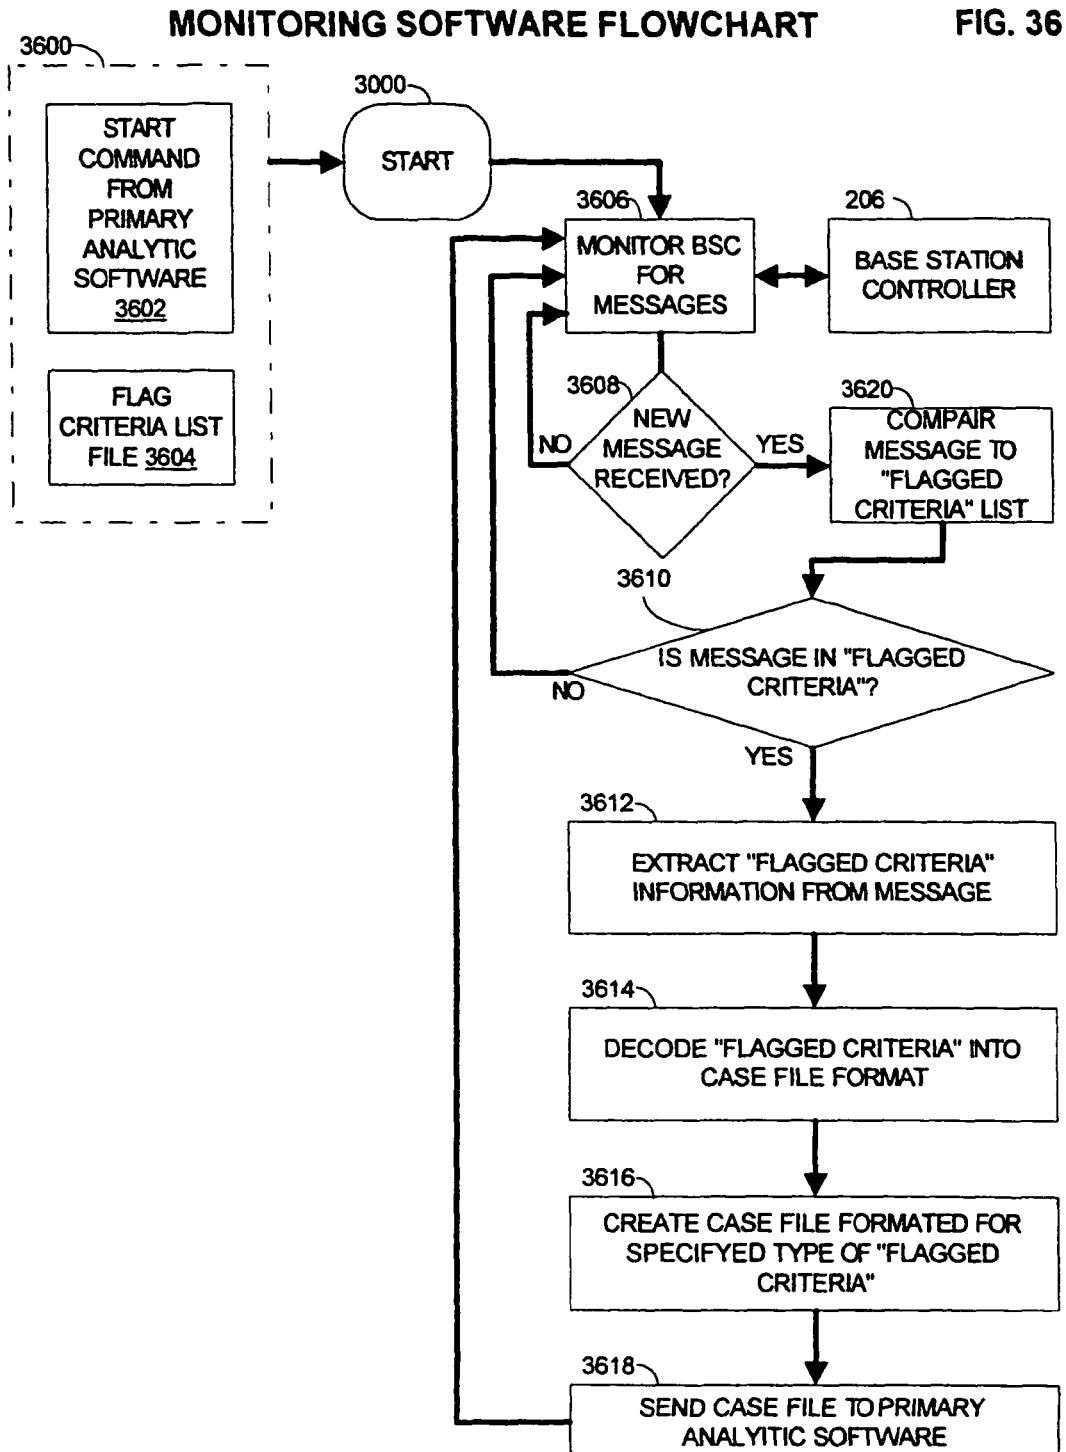 MONITORING SOFTWARE FLOWCHART
FIG. 36
3600
START
COMMAND
FROM
PRIMARY
ANALYTIC
SOFTWARE
3602
FLAG
CRITERIA LIST
FILE 3604
3000
START
3606
MONITOR BSC
FOR
MESSAGES
206
BASE STATION
CONTROLLER
3608
NEW
MESSAGE
RECEIVED?
NO
YES
3620
COMPAIR
MESSAGE TO
"FLAGGED
CRITERIA" LIST
3610
IS MESSAGE IN "FLAGGED
CRITERIA"?
NO
YES
3612
EXTRACT "FLAGGED CRITERIA"
INFORMATION FROM MESSAGE
3614
DECODE "FLAGGED CRITERIA" INTO
CASE FILE FORMAT
3616
CREATE CASE FILE FORMATED FOR
SPECIFYED TYPE OF "FLAGGED
CRITERIA"
3618
SEND CASE FILE TO PRIMARY
ANALYITIC SOFTWARE